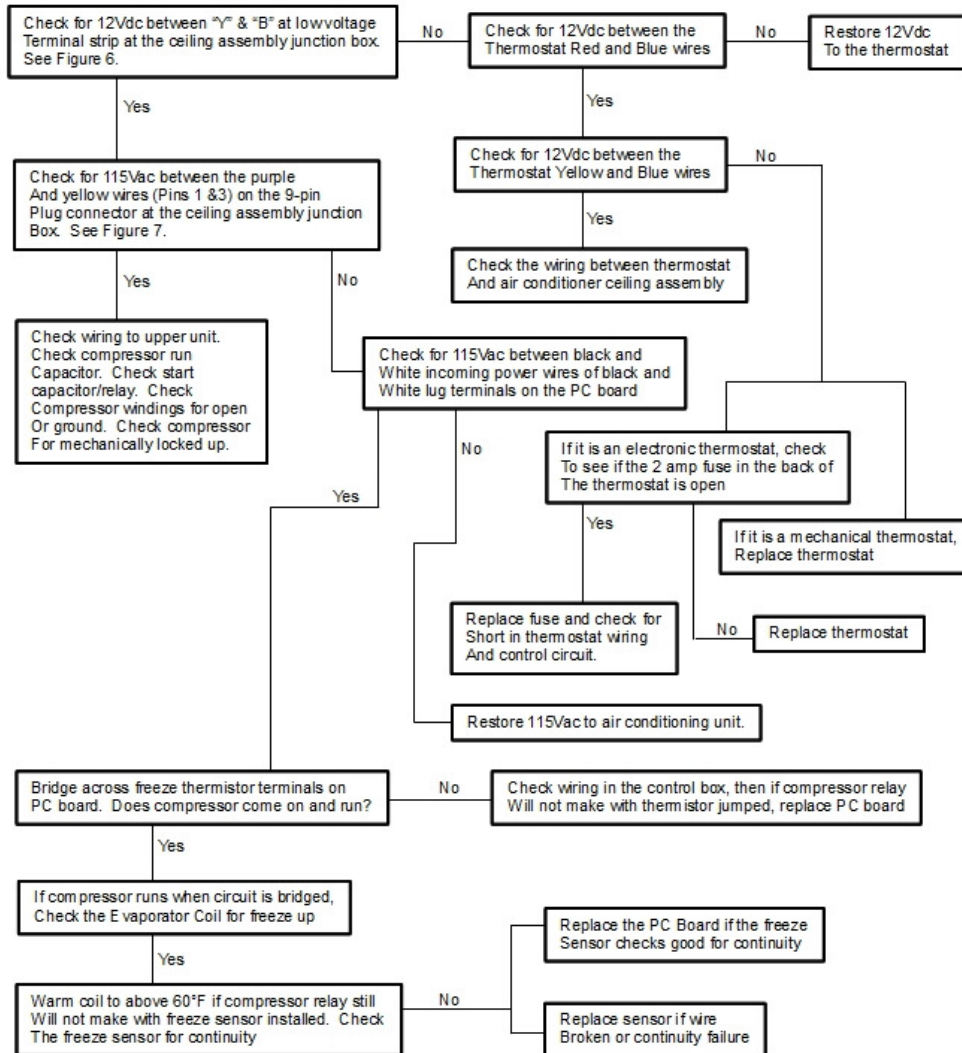 Check for 12Vdc between "Y" & "B" at low voltage
Terminal strip at the ceiling assembly junction box.
See Figure 6.
No
Check for 12Vdc between the
Thermostat Red and Blue wires
No
Restore 12Vdc
To the thermostat
Yes
Yes
Check for 115Vac between the purple
And yellow wires (Pins 1 &3) on the 9-pin
Plug connector at the ceiling assembly junction
Box. See Figure 7.
Check for 12Vdc between the
Thermostat Yellow and Blue wires
No
Yes
Check the wiring between thermostat
And air conditioner ceiling assembly
Yes
No
Check wiring to upper unit.
Check compressor run
Capacitor. Check start
capacitor/relay. Check
Compressor windings for open
Or ground. Check compressor
For mechanically locked up.
Check for 115Vac between black and
White incoming power wires of black and
White lug terminals on the PC board
No
Yes
If it is an electronic thermostat, check
To see if the 2 amp fuse in the back of
The thermostat is open
Yes
If it is a mechanical thermostat,
Replace thermostat
Replace fuse and check for
Short in thermostat wiring
And control circuit.
No
Replace thermostat
Restore 115Vac to air conditioning unit.
Bridge across freeze thermistor terminals on
PC board. Does compressor come on and run?
No
Check wiring in the control box, then if compressor relay
Will not make with thermistor jumped, replace PC board
Yes
If compressor runs when circuit is bridged,
Check the Evaporator Coil for freeze up
Yes
Replace the PC Board if the freeze
Sensor checks good for continuity
Warm coil to above 60°F if compressor relay still
Will not make with freeze sensor installed. Check
The freeze sensor for continuity
No
Replace sensor if wire
Broken or continuity failure